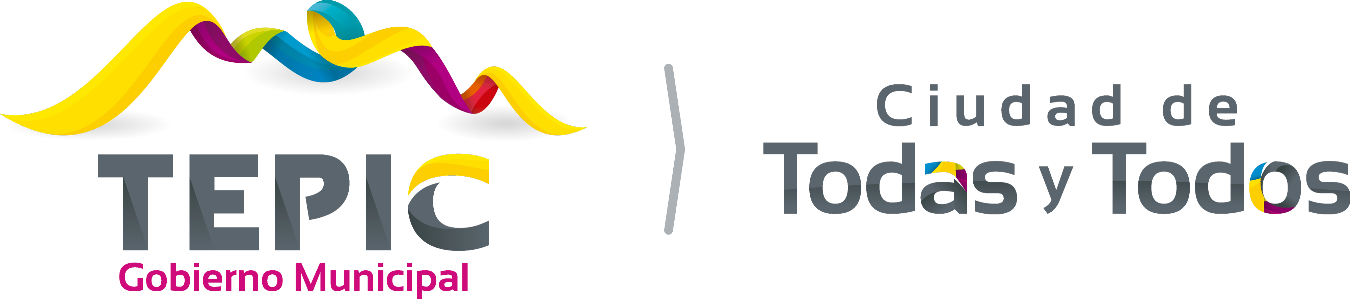 TEPIC
Gobierno Municipal
Ciudad de
Todas y Todos